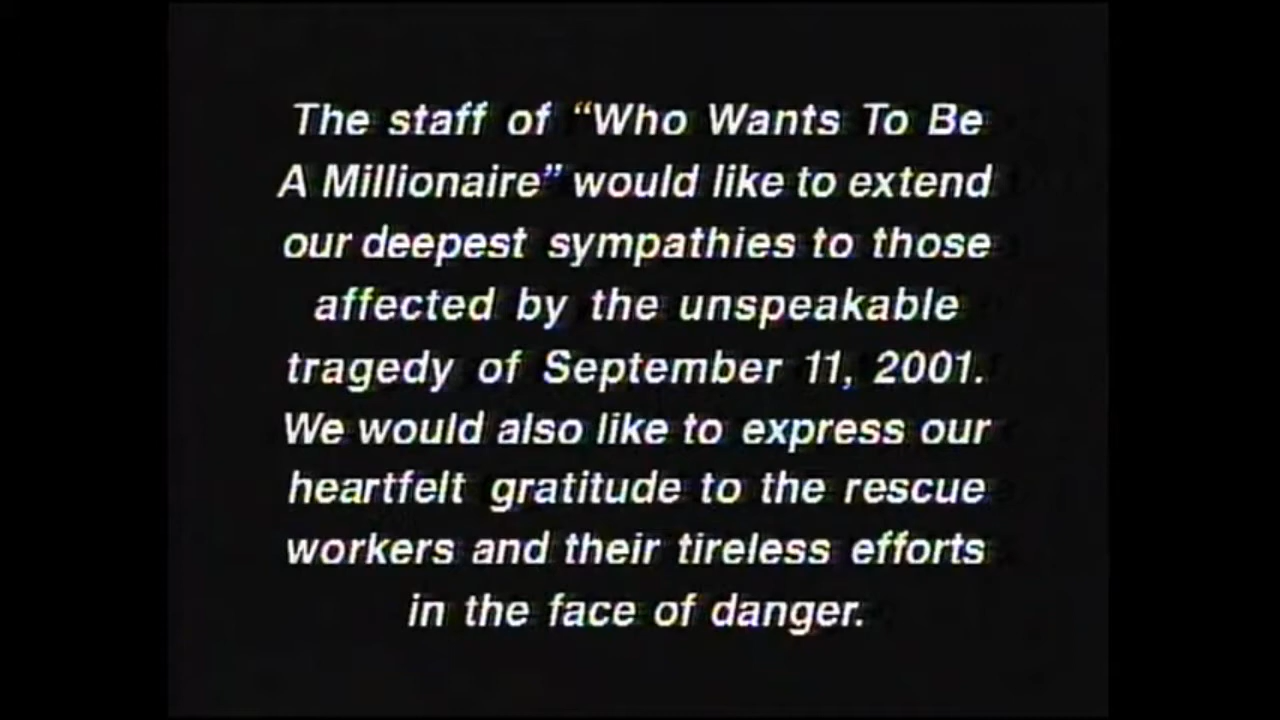 The staff of “Who Wants To Be
A Millionaire” would like to extend
our deepest sympathies to those
affected by the unspeakable
tragedy of September 11, 2001.
We would also like to express our
heartfelt gratitude to the rescue
workers and their tireless efforts
in the face of danger.